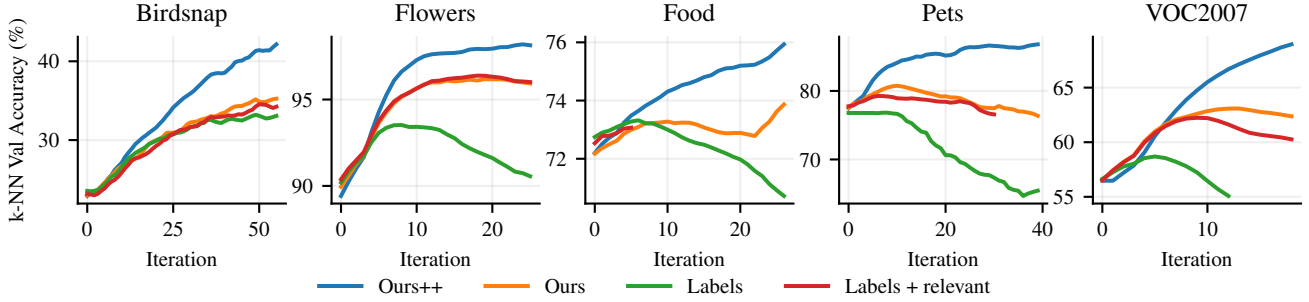 Birdsnap Flowers Food Pets VOC2007
k-NN Val Accuracy (%)
40
30
0 25 50
Iteration
95
90
0 10 20
Iteration
76
74
72
0 10 20
Iteration
80
70
0 10 20 30 40
Iteration
65
60
55
0 10
Iteration
Ours++ Ours Labels Labels + relevant